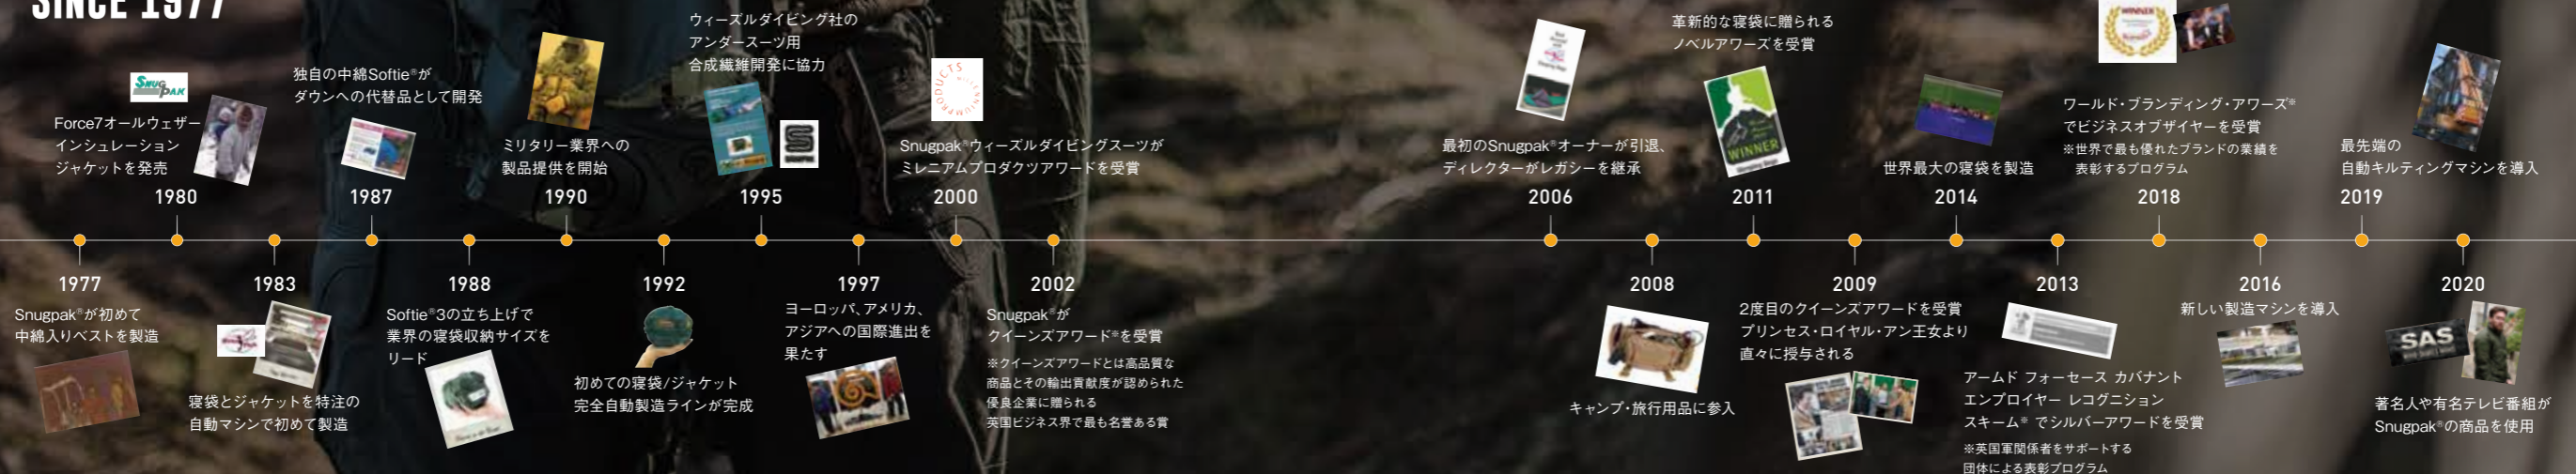 SINCE 1977
SNUGPAK
Force7オールウェザー
インシュレーション
ジャケットを発売
1980
独自の中綿Softie®が
ダウンへの代替品として開発
1987
ミリタリー業界への
製品提供を開始
1990
ウィーズルダイビング社の
アンダースーツ用
合成繊維開発に協力
1995
PRODUCTS
Snugpak®ウィーズルダイビングスーツが
ミレニアムプロダクツアワードを受賞
2000
最初のSnugpak®オーナーが引退、
ディレクターがレガシーを継承
2006
革新的な寝袋に贈られる
ノベルアワーズを受賞
WINNER
2011
世界最大の寝袋を製造
2014
WINNER
ワールド・ブランディング・アワーズ※
でビジネスオブザイヤーを受賞
※世界で最も優れたブランドの業績を
表彰するプログラム
2018
最先端の
自動キルティングマシンを導入
2019
1977
Snugpak®が初めて
中綿入りベストを製造
1983
寝袋とジャケットを特注の
自動マシンで初めて製造
1988
Softie®3の立ち上げで
業界の寝袋収納サイズを
リード
1992
初めての寝袋/ジャケット
完全自動製造ラインが完成
1997
ヨーロッパ、アメリカ、
アジアへの国際進出を
果たす
2002
Snugpak®が
クイーンズアワード※を受賞
※クイーンズアワードとは高品質な
商品とその輸出貢献度が認められた
優良企業に贈られる
英国ビジネス界で最も名誉ある賞
2008
キャンプ・旅行用品に参入
2009
2度目のクイーンズアワードを受賞
プリンセス・ロイヤル・アン王女より
直々に授与される
2013
アームド フォーセース カバナント
エンプロイヤー レコグニション
スキーム※ でシルバーアワードを受賞
※英国軍関係者をサポートする
団体による表彰プログラム
2016
新しい製造マシンを導入
2020
SAS
著名人や有名テレビ番組が
Snugpak®の商品を使用